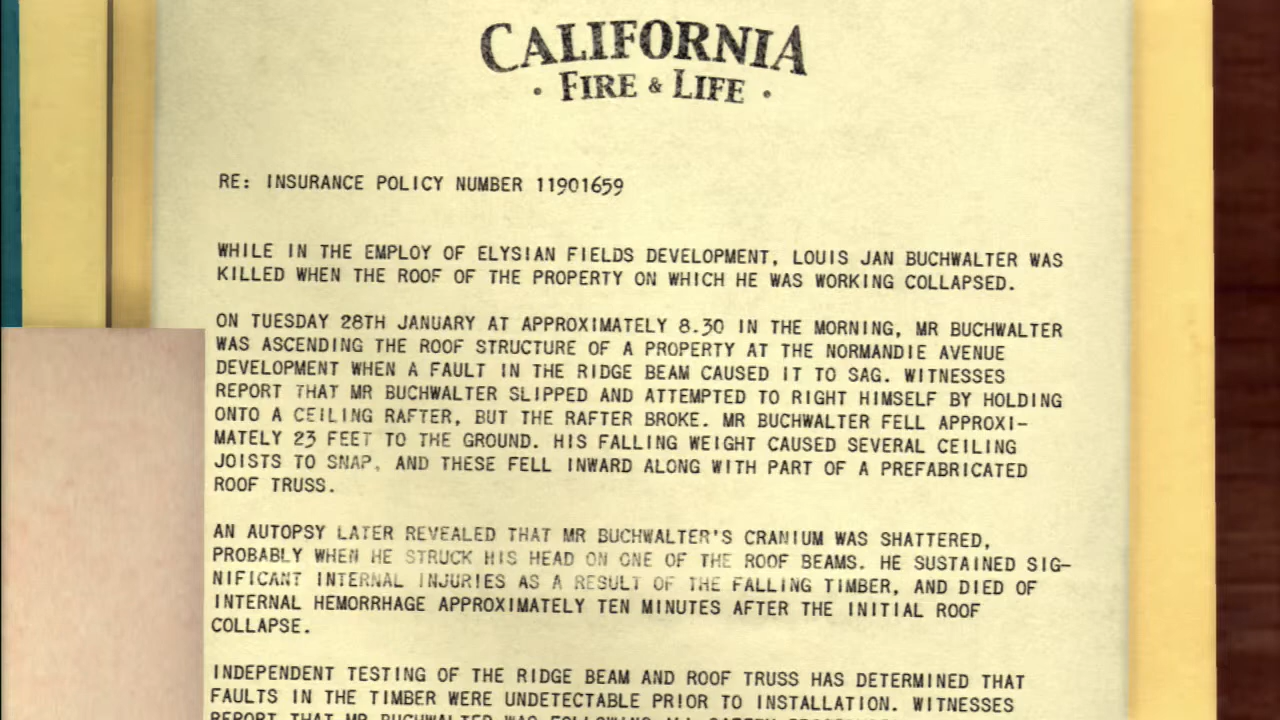 CALIFORNIA
· FIRE & LIFE ·
RE: INSURANCE POLICY NUMBER 11901659
WHILE IN THE EMPLOY OF ELYSIAN FIELDS DEVELOPMENT, LOUIS JAN BUCHWALTER WAS
KILLED WHEN THE ROOF OF THE PROPERTY ON WHICH HE WAS WORKING COLLAPSED.
ON TUESDAY 28TH JANUARY AT APPROXIMATELY 8.30 IN THE MORNING, MR BUCHWALTER
WAS ASCENDING THE ROOF STRUCTURE OF A PROPERTY AT THE NORMANDIE AVENUE
DEVELOPMENT WHEN A FAULT IN THE RIDGE BEAM CAUSED IT TO SAG. WITNESSES
REPORT THAT MR BUCHWALTER SLIPPED AND ATTEMPTED TO RIGHT HIMSELF BY HOLDING
ONTO A CEILING RAFTER, BUT THE RAFTER BROKE. MR BUCHWALTER FELL APPROXI-
MATELY 23 FEET TO THE GROUND. HIS FALLING WEIGHT CAUSED SEVERAL CEILING
JOISTS TO SNAP, AND THESE FELL INWARD ALONG WITH PART OF A PREFABRICATED
ROOF TRUSS.
AN AUTOPSY LATER REVEALED THAT MR BUCHWALTER'S CRANIUM WAS SHATTERED,
PROBABLY WHEN HE STRUCK HIS HEAD ON ONE OF THE ROOF BEAMS. HE SUSTAINED SIG-
NIFICANT INTERNAL INJURIES AS A RESULT OF THE FALLING TIMBER, AND DIED OF
INTERNAL HEMORRHAGE APPROXIMATELY TEN MINUTES AFTER THE INITIAL ROOF
COLLAPSE.
INDEPENDENT TESTING OF THE RIDGE BEAM AND ROOF TRUSS HAS DETERMINED THAT
FAULTS IN THE TIMBER WERE UNDETECTABLE PRIOR TO INSTALLATION. WITNESSES
REPORT THAT MR BUCHWALTER WAS FOLLOWING ALL SAFETY